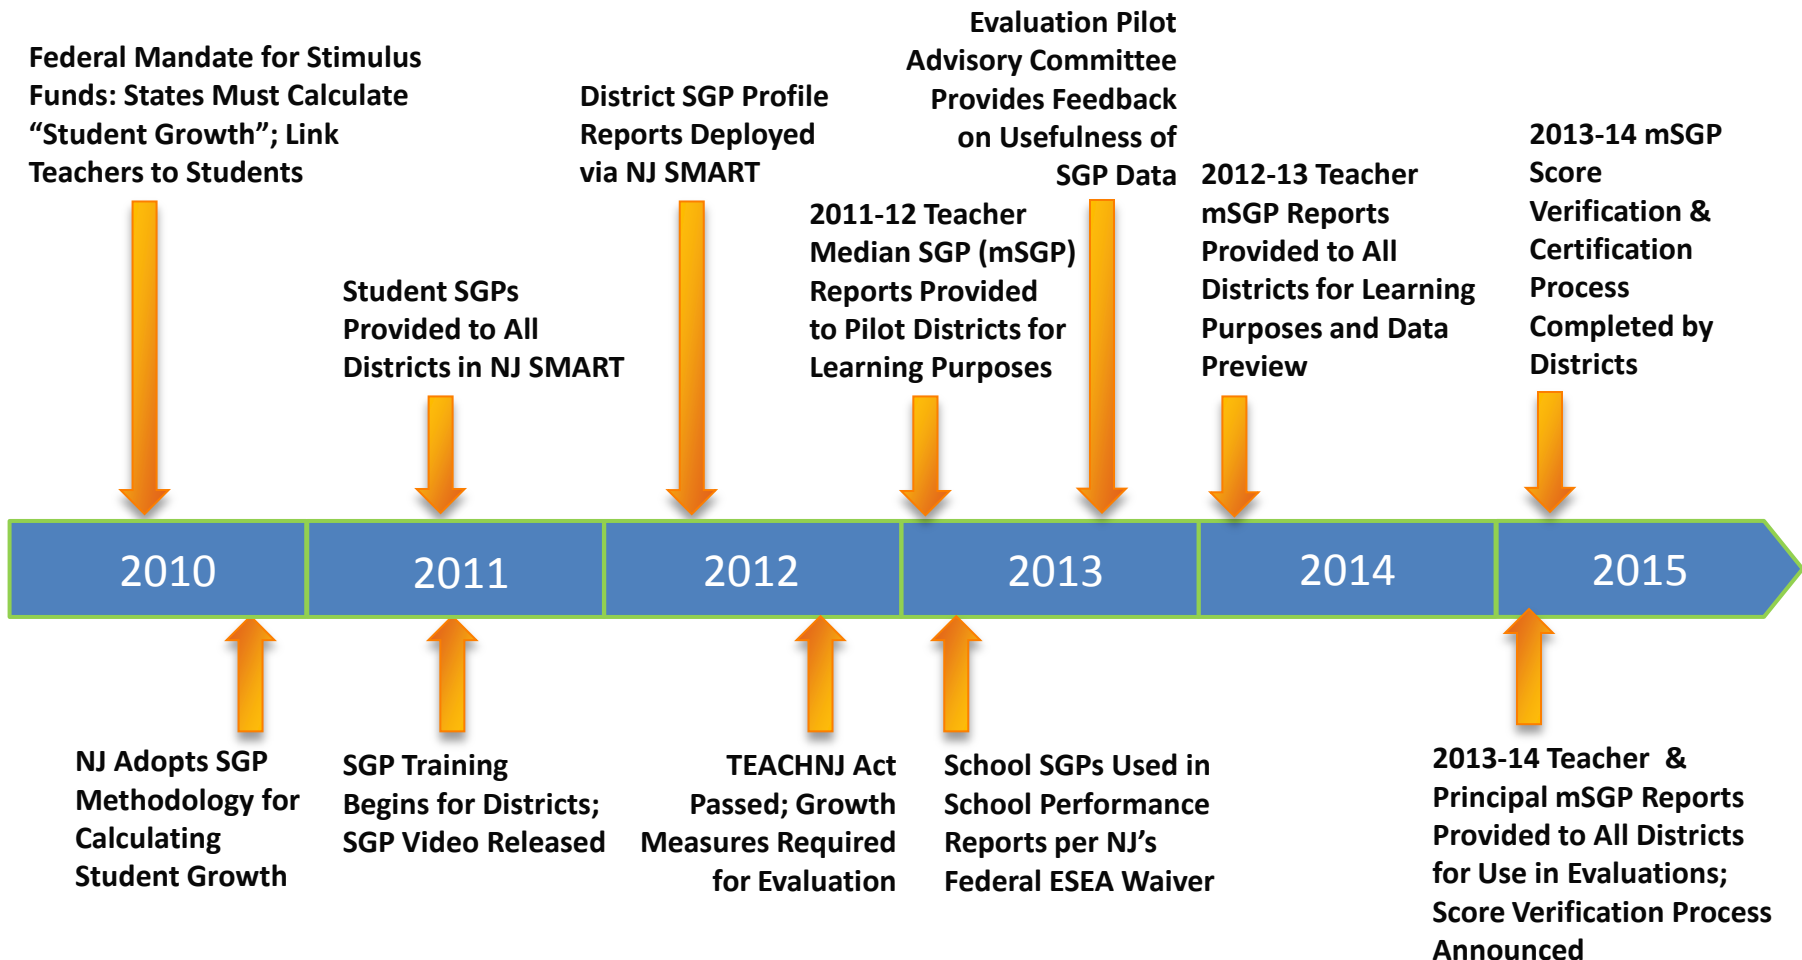 Federal Mandate for Stimulus
Funds: States Must Calculate
“Student Growth”; Link
Teachers to Students
Student SGPs
Provided to All
Districts in NJ SMART
District SGP Profile
Reports Deployed
via NJ SMART
2011-12 Teacher
Median SGP (mSGP)
Reports Provided
to Pilot Districts for
Learning Purposes
Evaluation Pilot
Advisory Committee
Provides Feedback
on Usefulness of
SGP Data
2012-13 Teacher
mSGP Reports
Provided to All
Districts for Learning
Purposes and Data
Preview
2013-14 mSGP
Score
Verification &
Certification
Process
Completed by
Districts
2010
2011
2012
2013
2014
2015
NJ Adopts SGP
Methodology for
Calculating
Student Growth
SGP Training
Begins for Districts;
SGP Video Released
TEACHNJ Act
Passed; Growth
Measures Required
for Evaluation
School SGPs Used in
School Performance
Reports per NJ’s
Federal ESEA Waiver
2013-14 Teacher &
Principal mSGP Reports
Provided to All Districts
for Use in Evaluations;
Score Verification Process
Announced